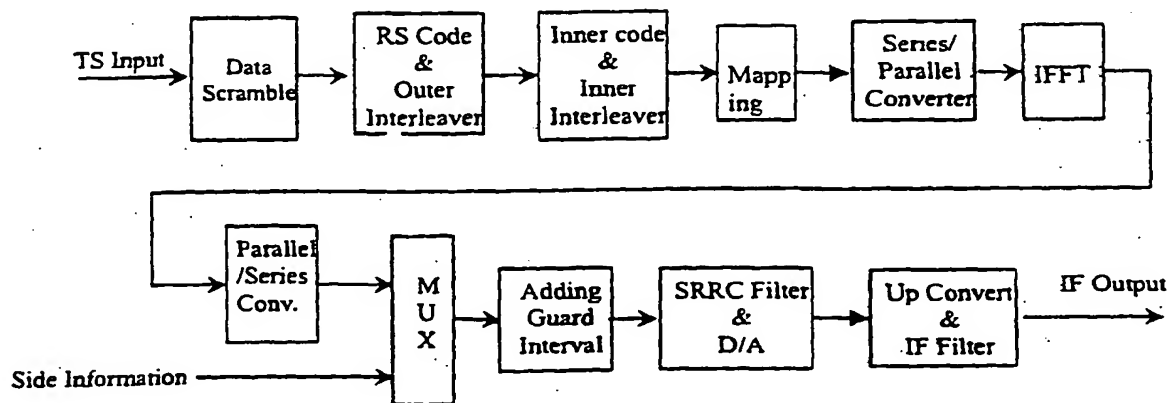 TS Input
Data
Scramble
RS Code
&
Outer
Interleaver
Inner code
&
Inner
Interleaver
Mapp
ing
Series/
Parallel
Converter
IFFT
Parallel
/Series
Conv.
M
U
X
Adding
Guard
Interval
SRRC Filter
&
D/A
Up Convert
&
IF Filter
IF Output
Side Information